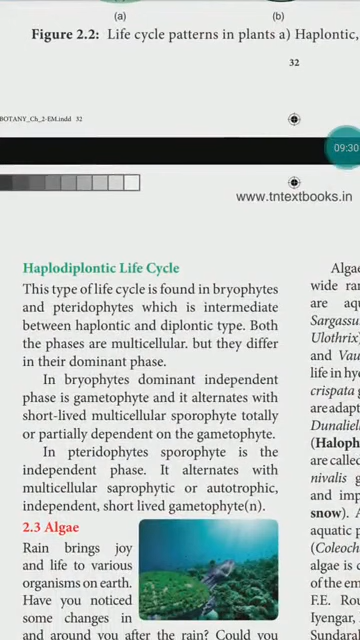 (a)
(b)
Figure 2.2: Life cycle patterns in plants a) Haplontic,
32
BOTANY_Ch_2-EM.indd 32
09:30
www.tntextbooks.in
Haplodiplontic Life Cycle
This type of life cycle is found in bryophytes
and pteridophytes which is intermediate
between haplontic and diplontic type. Both
the phases are multicellular. but they differ
in their dominant phase.
In bryophytes dominant independent
phase is gametophyte and it alternates with
short-lived multicellular sporophyte totally
or partially dependent on the gametophyte.
In pteridophytes sporophyte is the
independent phase. It alternates with
multicellular saprophytic or autotrophic,
independent, short lived gametophyte(n).
2.3 Algae
Rain brings joy
and life to various
organisms on earth.
Have you noticed
some changes in
and around you after the rain? Could you
Algae
wide ran
are aqu
Sargassu
Ulothrix)
and Vau
life in hy
crispata g
are adapt
Dunaliell
(Haloph
are called
nivalis g
and imp
snow). A
aquatic p
(Coleoch
algae is c
of the em
F.E. Rou
Iyengar,
Sundara